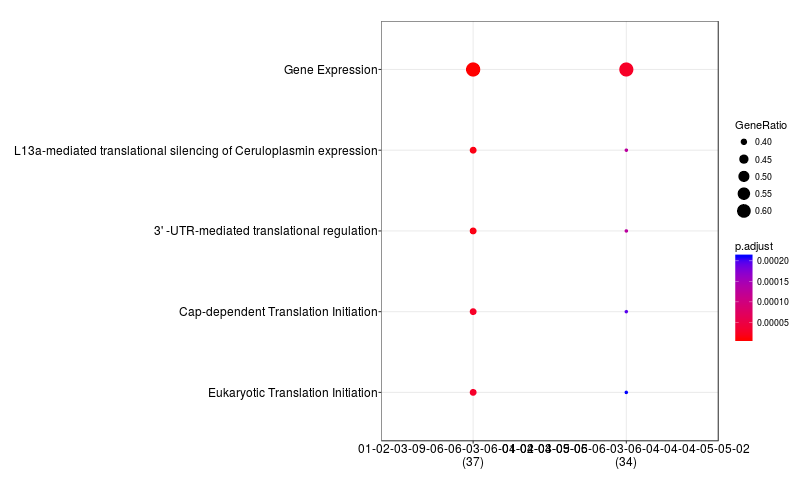 Gene Expression
L13a-mediated translational silencing of Ceruloplasmin expression
3' -UTR-mediated translational regulation
Cap-dependent Translation Initiation
Eukaryotic Translation Initiation
(37)
(34)
GeneRatio
0.40
0.45
0.50
0.55
0.60
p.adjust
0.00020
0.00015
0.00010
0.00005